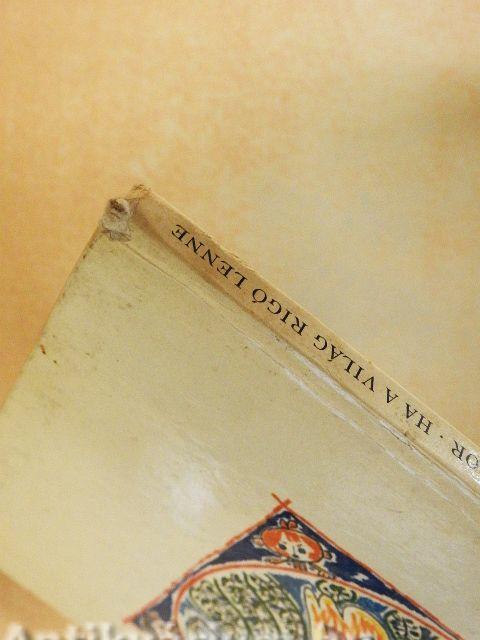 OR · HA A VILÁG RIGÓ LENNE